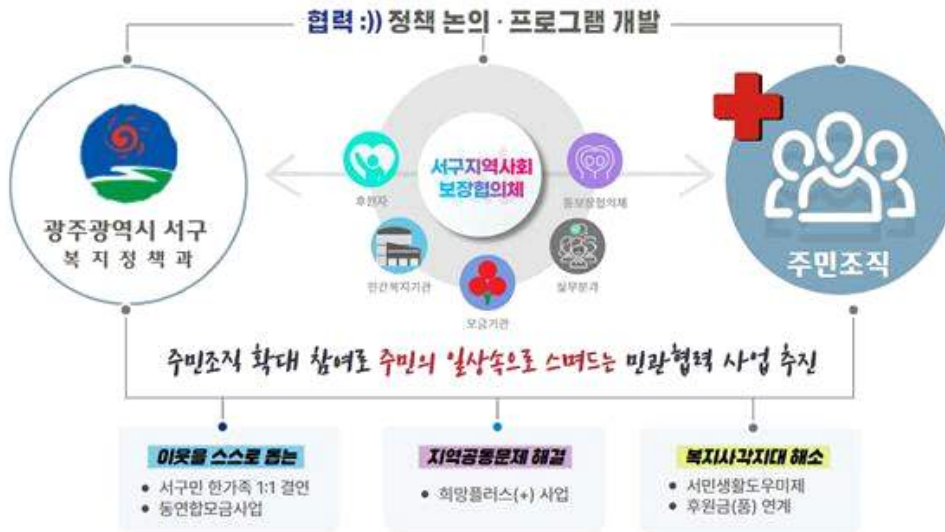 협력 :)) 정책 논의 · 프로그램 개발
광주광역시 서구
복지정책과
서구지역사회
보장협의체
후원자
동보장협의체
민간복지기관
실무분과
모금기관
주민조직
주민조직 확대 참여로 주민의 일상속으로 스며드는 민관협력 사업 추진
이웃을 스스로 돕는
• 서구민 한가족 1:1 결연
• 동연합모금사업
지역공동문제 해결
• 희망플러스(+) 사업
복지사각지대 해소
• 서민생활도우미제
• 후원금(품) 연계